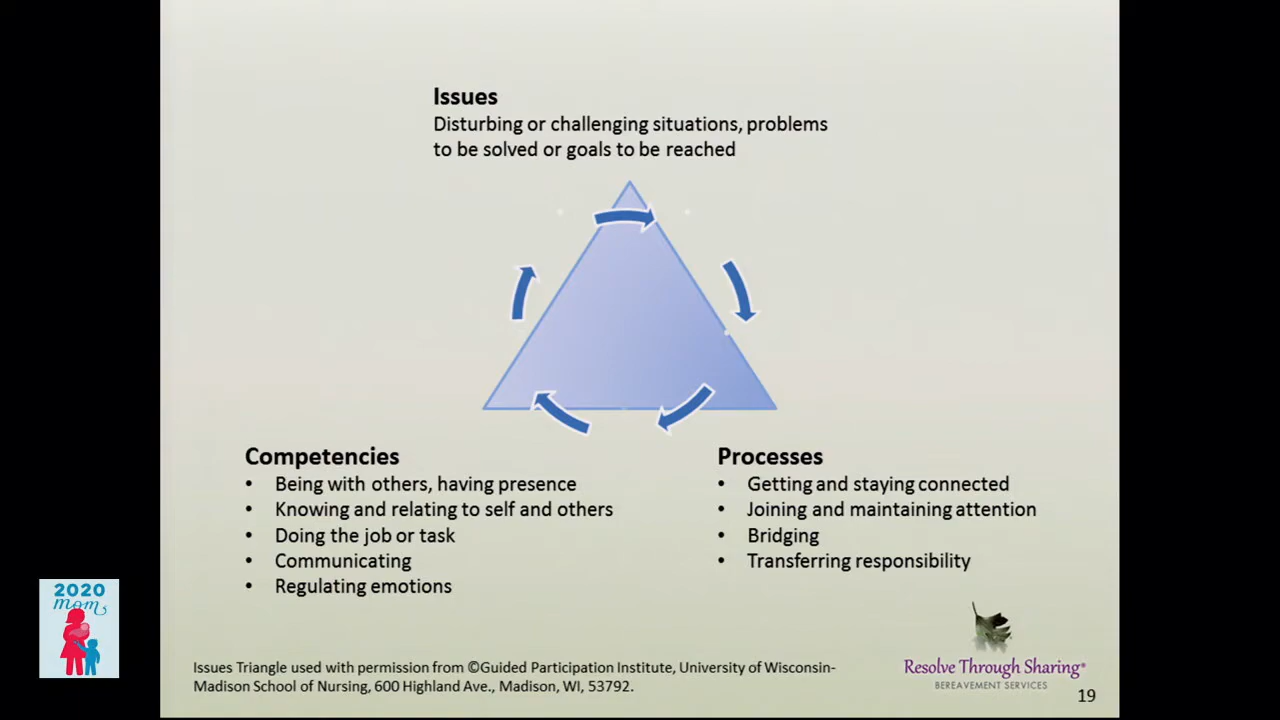 Issues
Disturbing or challenging situations, problems
to be solved or goals to be reached
Competencies
• Being with others, having presence
• Knowing and relating to self and others
• Doing the job or task
• Communicating
• Regulating emotions
Processes
• Getting and staying connected
• Joining and maintaining attention
• Bridging
• Transferring responsibility
2020
mom
Issues Triangle used with permission from ©Guided Participation Institute, University of Wisconsin-
Madison School of Nursing, 600 Highland Ave., Madison, WI, 53792.
Resolve Through Sharing®
BEREAVEMENT SERVICES
19